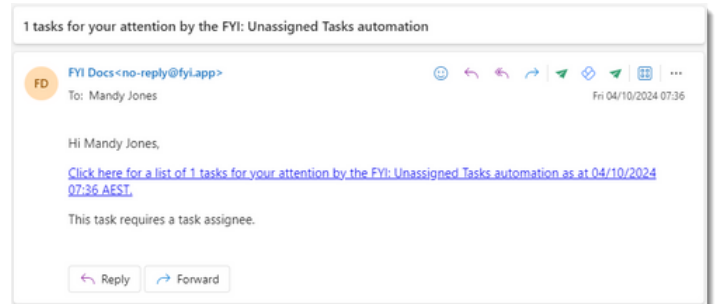 1 tasks for your attention by the FYI: Unassigned Tasks automation
FD
FYI Docs<no-reply@fyi.app>
To: Mandy Jones
Fri 04/10/2024 07:36
Hi Mandy Jones,
Click here for a list of 1 tasks for your attention by the FYI: Unassigned Tasks automation as at 04/10/2024
07:36 AEST.
This task requires a task assignee.
Reply
Forward